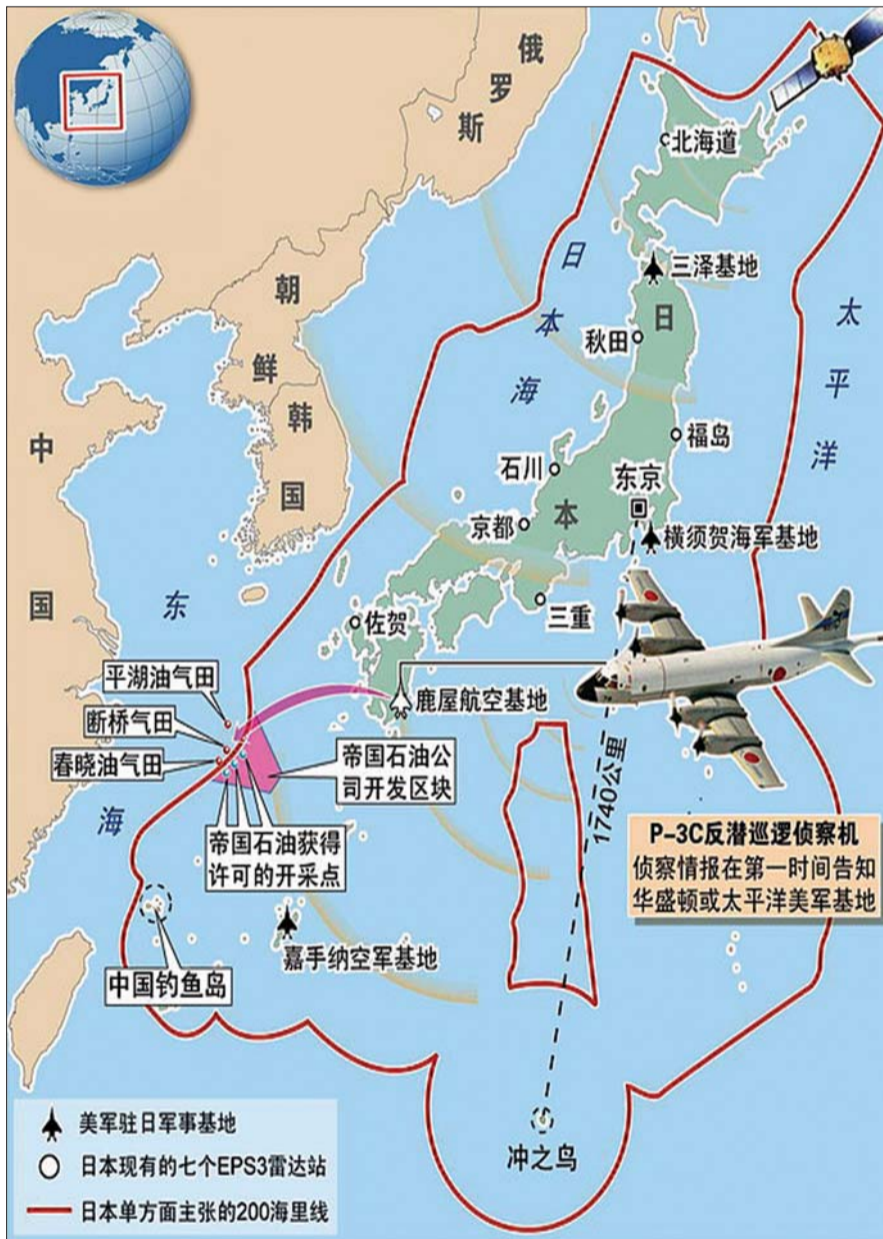 俄罗斯
北海道
三泽基地
日本海
日本
太平洋
秋田
朝鲜
韩国
中国
福岛
石川
东京
京都
横须贺海军基地
三重
佐贺
东海
平湖油气田
断桥气田
春晓油气田
鹿屋航空基地
帝国石油公
司开发区块
帝国石油获得
许可的开采点
1740公里
P-3C反潜巡逻侦察机
侦察情报在第一时间告知
华盛顿或太平洋美军基地
嘉手纳空军基地
中国钓鱼岛
冲之鸟
美军驻日军事基地
日本现有的七个EPS3雷达站
日本单方面主张的200海里线